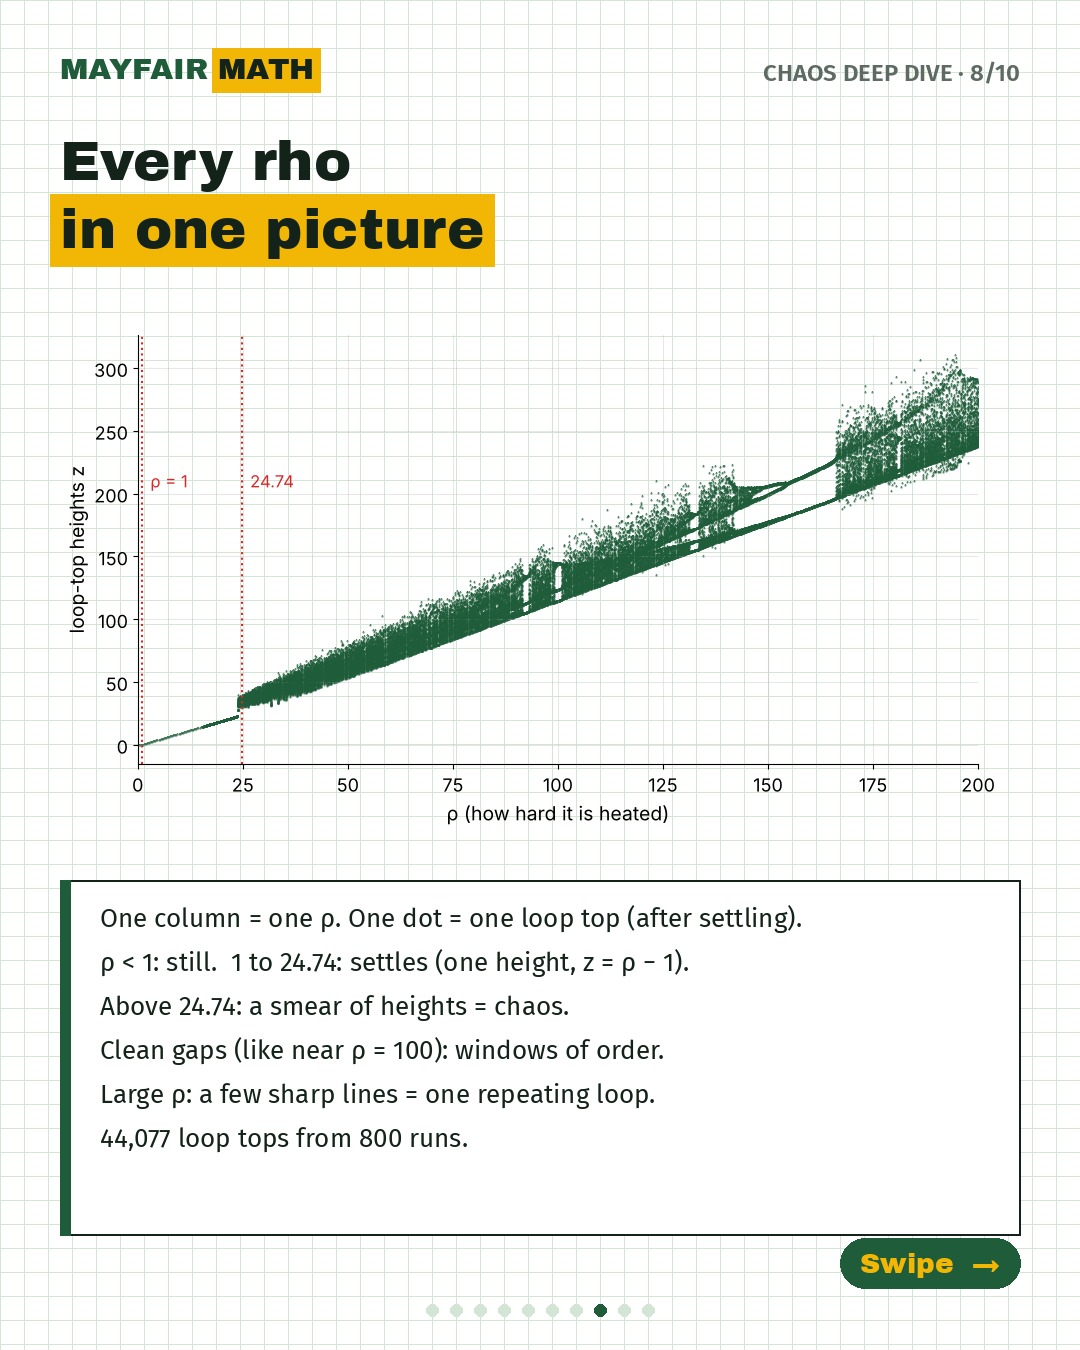 MAYFAIR MATH
CHAOS DEEP DIVE · 8/10
Every rho
in one picture
loop-top heights z
300
250
200
150
100
50
0
ρ = 1
24.74
0 25 50 75 100 125 150 175 200
ρ (how hard it is heated)
One column = one ρ. One dot = one loop top (after settling).
ρ < 1: still.  1 to 24.74: settles (one height, z = ρ − 1).
Above 24.74: a smear of heights = chaos.
Clean gaps (like near ρ = 100): windows of order.
Large ρ: a few sharp lines = one repeating loop.
44,077 loop tops from 800 runs.
Swipe →